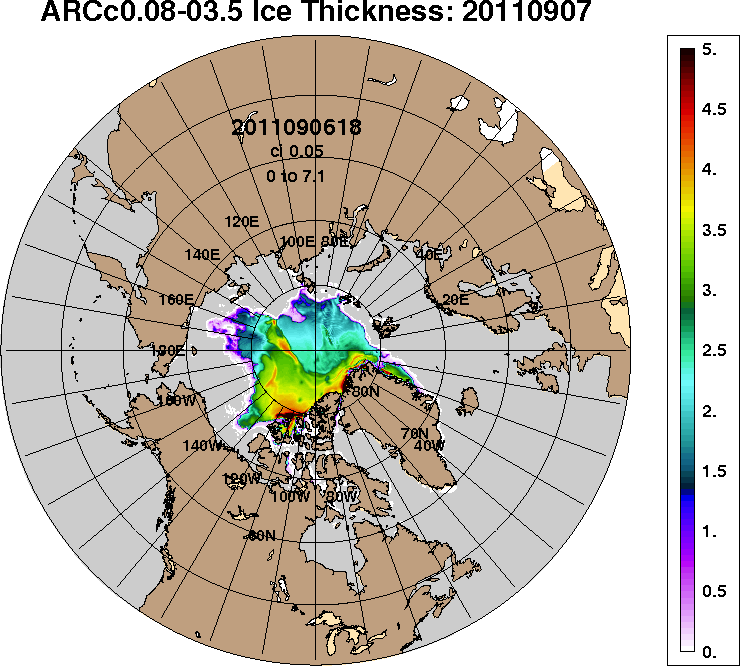 ARCc0.08-03.5 Ice Thickness: 20110907
2011090618
ci 0.05
0 to 7.1
120E
100E 80E
140E
40E
160E
20E
180E
160W
80N
140W
70N
40W
120W
100W 80W
60N
5.
4.5
4.
3.5
3.
2.5
2.
1.5
1.
0.5
0.